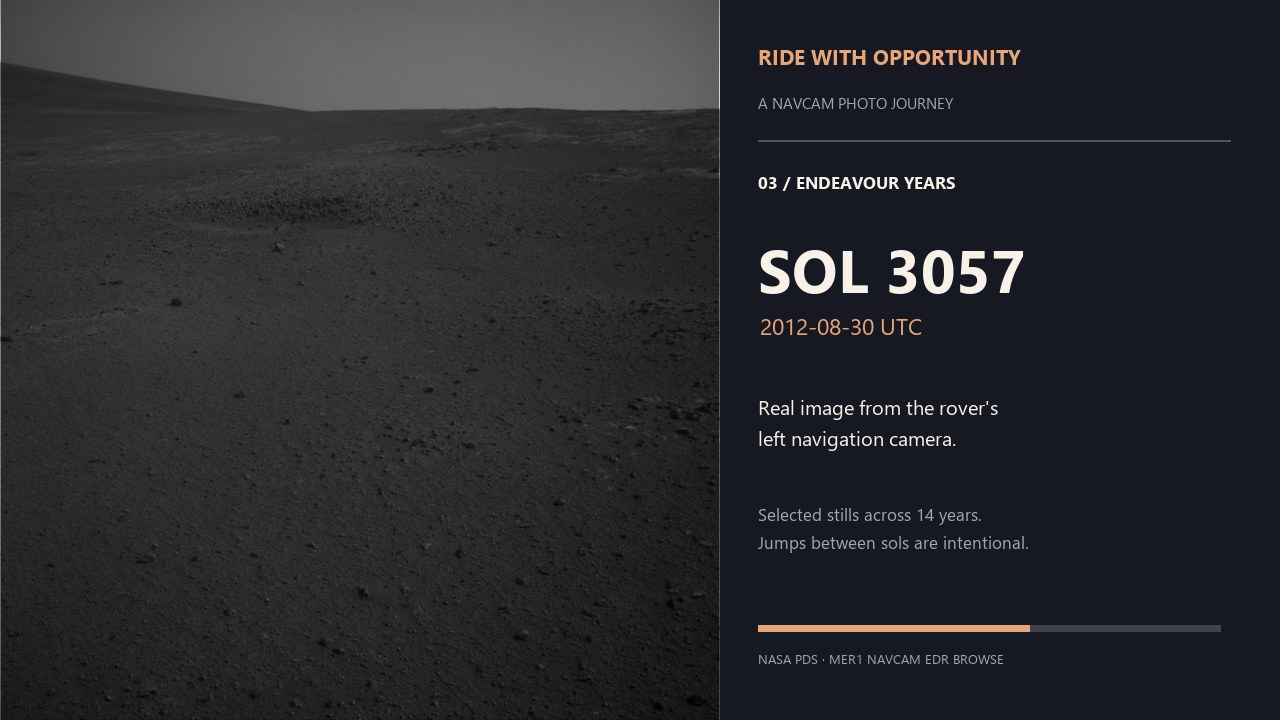 RIDE WITH OPPORTUNITY
A NAVCAM PHOTO JOURNEY
03 / ENDEAVOUR YEARS
SOL 3057
2012-08-30 UTC
Real image from the rover's
left navigation camera.
Selected stills across 14 years.
Jumps between sols are intentional.
NASA PDS · MER1 NAVCAM EDR BROWSE